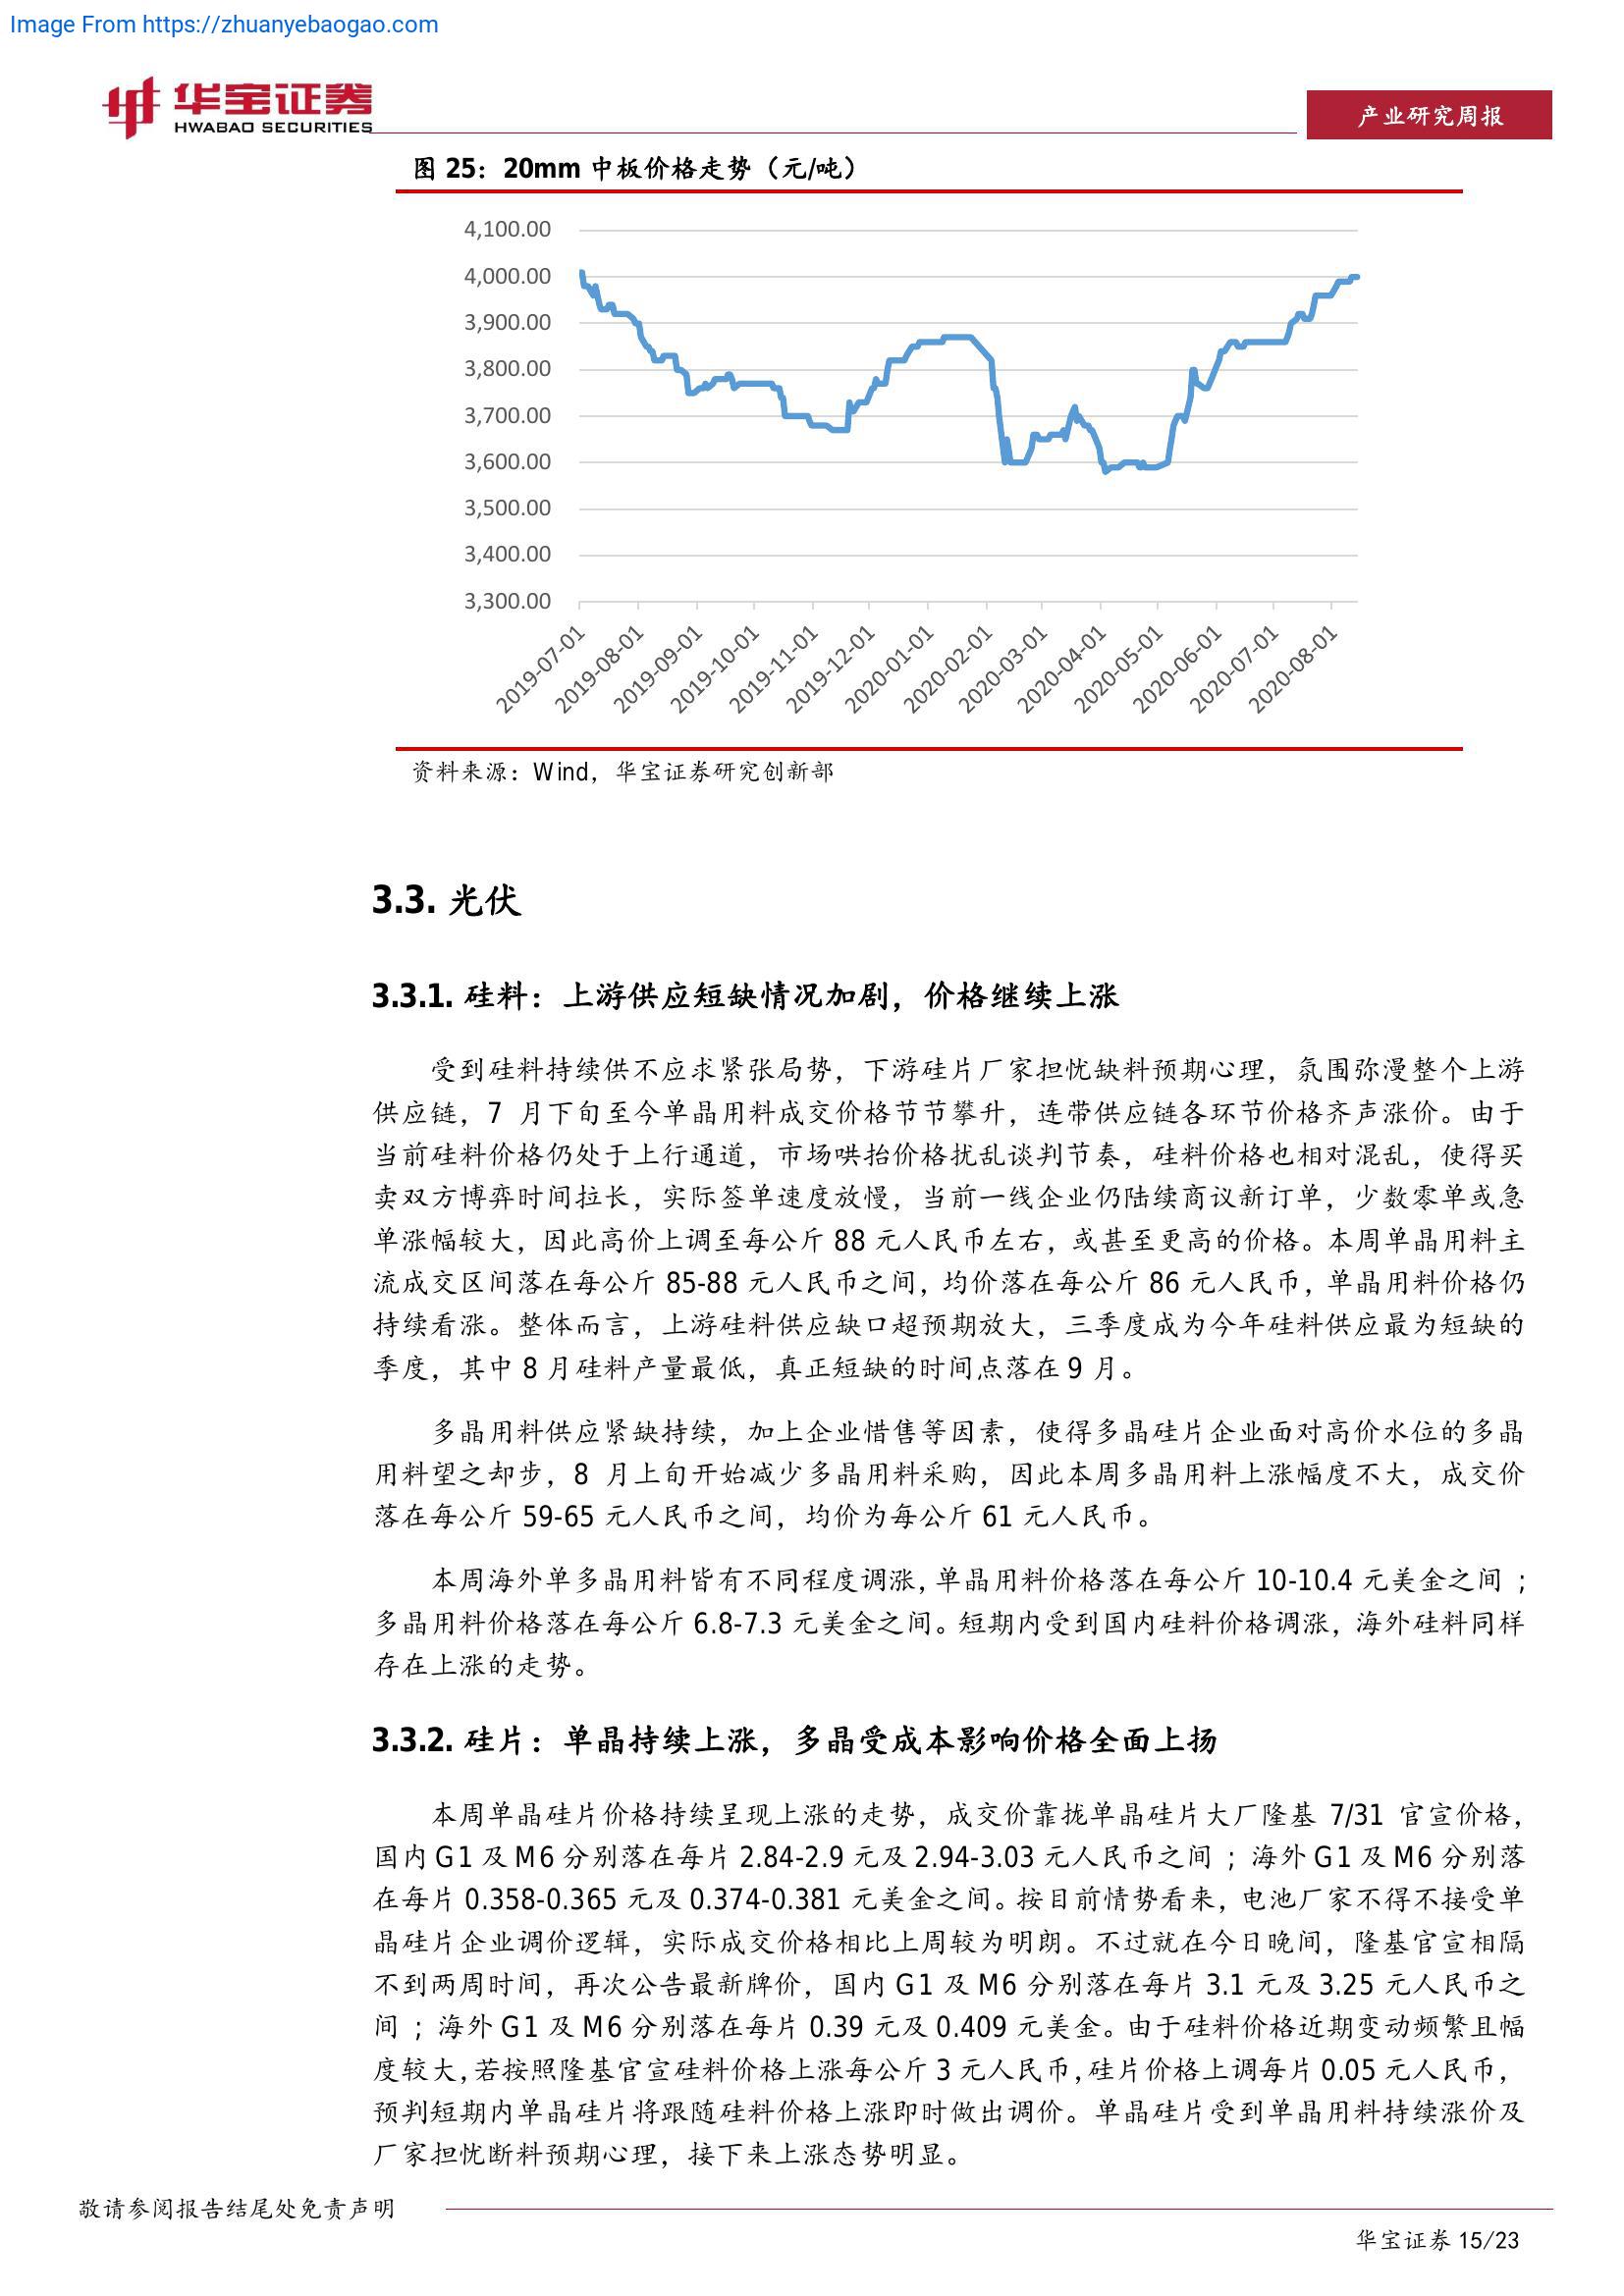 Image From https://zhuanyebaogao.com
华宝证券
HWABAO SECURITIES
产业研究周报
图 25：20mm 中板价格走势（元/吨）
4,100.00
4,000.00
3,900.00
3,800.00
3,700.00
3,600.00
3,500.00
3,400.00
3,300.00
2019-07-01
2019-08-01
2019-09-01
2019-10-01
2019-11-01
2019-12-01
2020-01-01
2020-02-01
2020-03-01
2020-04-01
2020-05-01
2020-06-01
2020-07-01
2020-08-01
资料来源：Wind，华宝证券研究创新部
3.3. 光伏
3.3.1. 硅料：上游供应短缺情况加剧，价格继续上涨
受到硅料持续供不应求紧张局势，下游硅片厂家担忧缺料预期心理，氛围弥漫整个上游
供应链，7 月下旬至今单晶用料成交价格节节攀升，连带供应链各环节价格齐声涨价。由于
当前硅料价格仍处于上行通道，市场哄抬价格扰乱谈判节奏，硅料价格也相对混乱，使得买
卖双方博弈时间拉长，实际签单速度放慢，当前一线企业仍陆续商议新订单，少数零单或急
单涨幅较大，因此高价上调至每公斤 88 元人民币左右，或甚至更高的价格。本周单晶用料主
流成交区间落在每公斤 85-88 元人民币之间，均价落在每公斤 86 元人民币，单晶用料价格仍
持续看涨。整体而言，上游硅料供应缺口超预期放大，三季度成为今年硅料供应最为短缺的
季度，其中 8 月硅料产量最低，真正短缺的时间点落在 9 月。
多晶用料供应紧缺持续，加上企业惜售等因素，使得多晶硅片企业面对高价水位的多晶
用料望之却步，8 月上旬开始减少多晶用料采购，因此本周多晶用料上涨幅度不大，成交价
落在每公斤 59-65 元人民币之间，均价为每公斤 61 元人民币。
本周海外单多晶用料皆有不同程度调涨，单晶用料价格落在每公斤 10-10.4 元美金之间；
多晶用料价格落在每公斤 6.8-7.3 元美金之间。短期内受到国内硅料价格调涨，海外硅料同样
存在上涨的走势。
3.3.2. 硅片：单晶持续上涨，多晶受成本影响价格全面上扬
本周单晶硅片价格持续呈现上涨的走势，成交价靠拢单晶硅片大厂隆基 7/31 官宣价格，
国内 G1 及 M6 分别落在每片 2.84-2.9 元及 2.94-3.03 元人民币之间；海外 G1 及 M6 分别落
在每片 0.358-0.365 元及 0.374-0.381 元美金之间。按目前情势看来，电池厂家不得不接受单
晶硅片企业调价逻辑，实际成交价格相比上周较为明朗。不过就在今日晚间，隆基官宣相隔
不到两周时间，再次公告最新牌价，国内 G1 及 M6 分别落在每片 3.1 元及 3.25 元人民币之
间；海外 G1 及 M6 分别落在每片 0.39 元及 0.409 元美金。由于硅料价格近期变动频繁且幅
度较大，若按照隆基官宣硅料价格上涨每公斤 3 元人民币，硅片价格上调每片 0.05 元人民币，
预判短期内单晶硅片将跟随硅料价格上涨即时做出调价。单晶硅片受到单晶用料持续涨价及
厂家担忧断料预期心理，接下来上涨态势明显。
敬请参阅报告结尾处免责声明
华宝证券 15/23